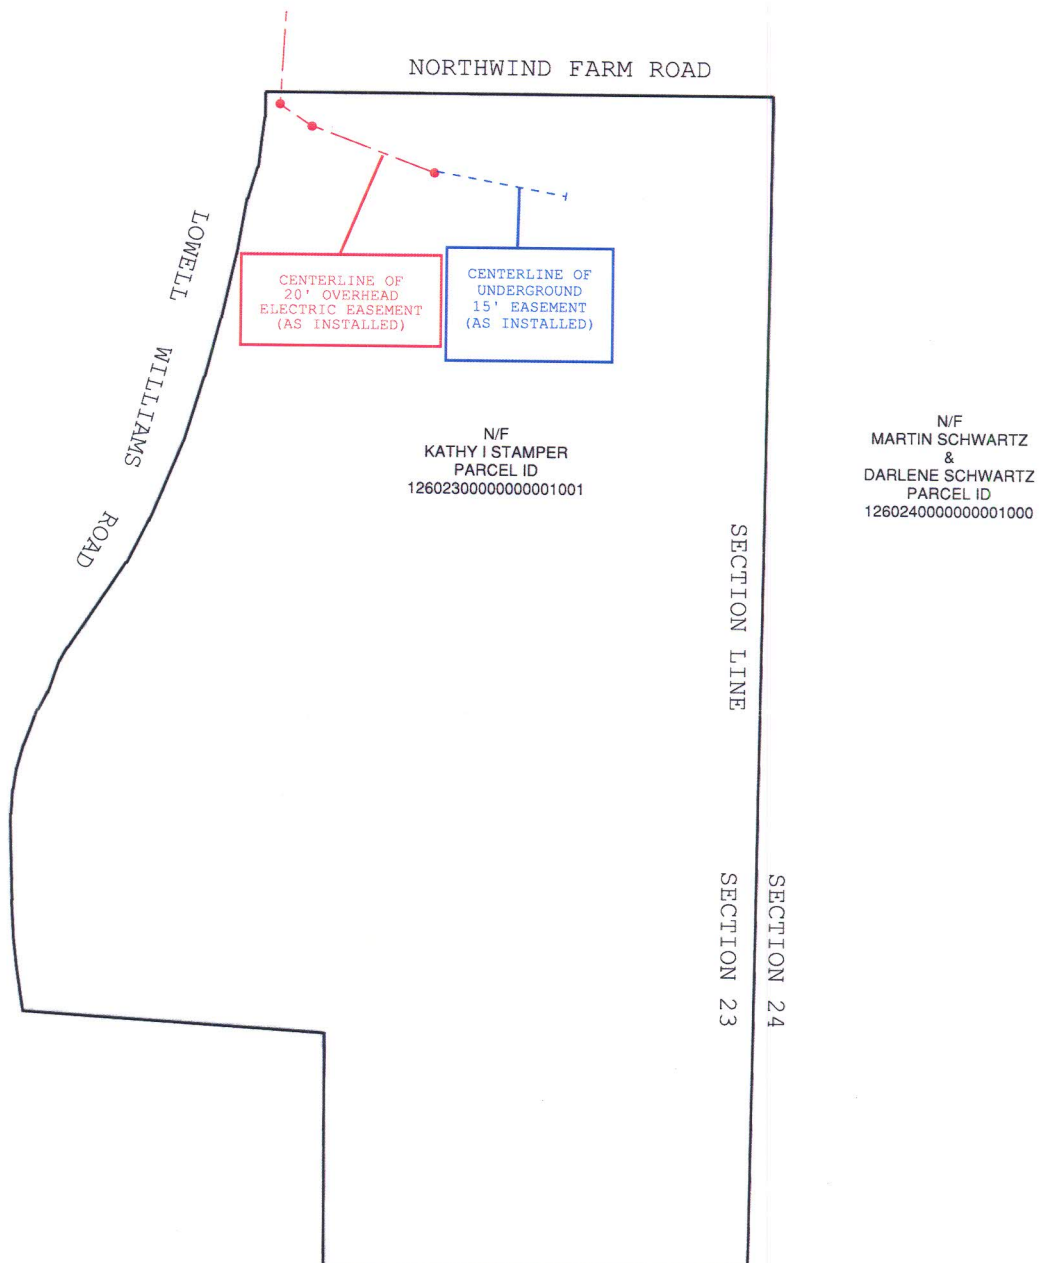 NORTHWIND FARM ROAD
LOWELL WILLIAMS ROAD
CENTERLINE OF
20' OVERHEAD
ELECTRIC EASEMENT
(AS INSTALLED)
CENTERLINE OF
UNDERGROUND
15' EASEMENT
(AS INSTALLED)
N/F
KATHY I STAMPER
PARCEL ID
12602300000000001001
N/F
MARTIN SCHWARTZ
&
DARLENE SCHWARTZ
PARCEL ID
1260240000000001000
SECTION LINE
SECTION 23
SECTION 24